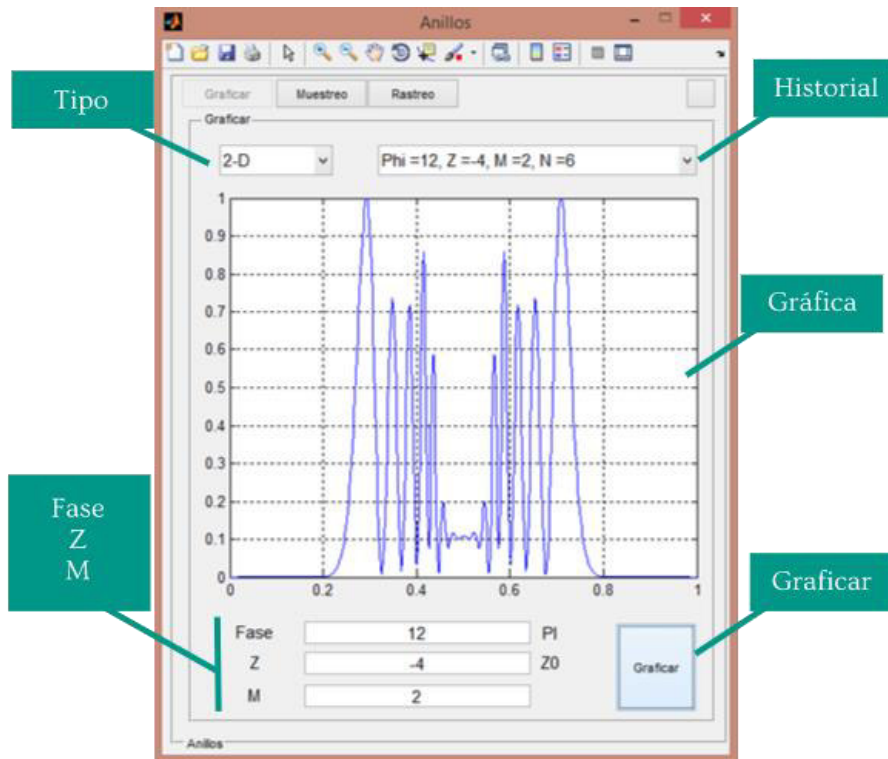 Anillos
Tipo
Historial
Graficar
Muestreo
Rastreo
Graficar
2-D
Phi =12, Z =-4, M =2, N =6
1
0.9
0.8
0.7
0.6
0.5
0.4
0.3
0.2
0.1
0
0
0.2
0.4
0.6
0.8
1
Gráfica
Fase
Z
M
Graficar
Fase
12
PI
Z
-4
Z0
M
2
Graficar
Anillos